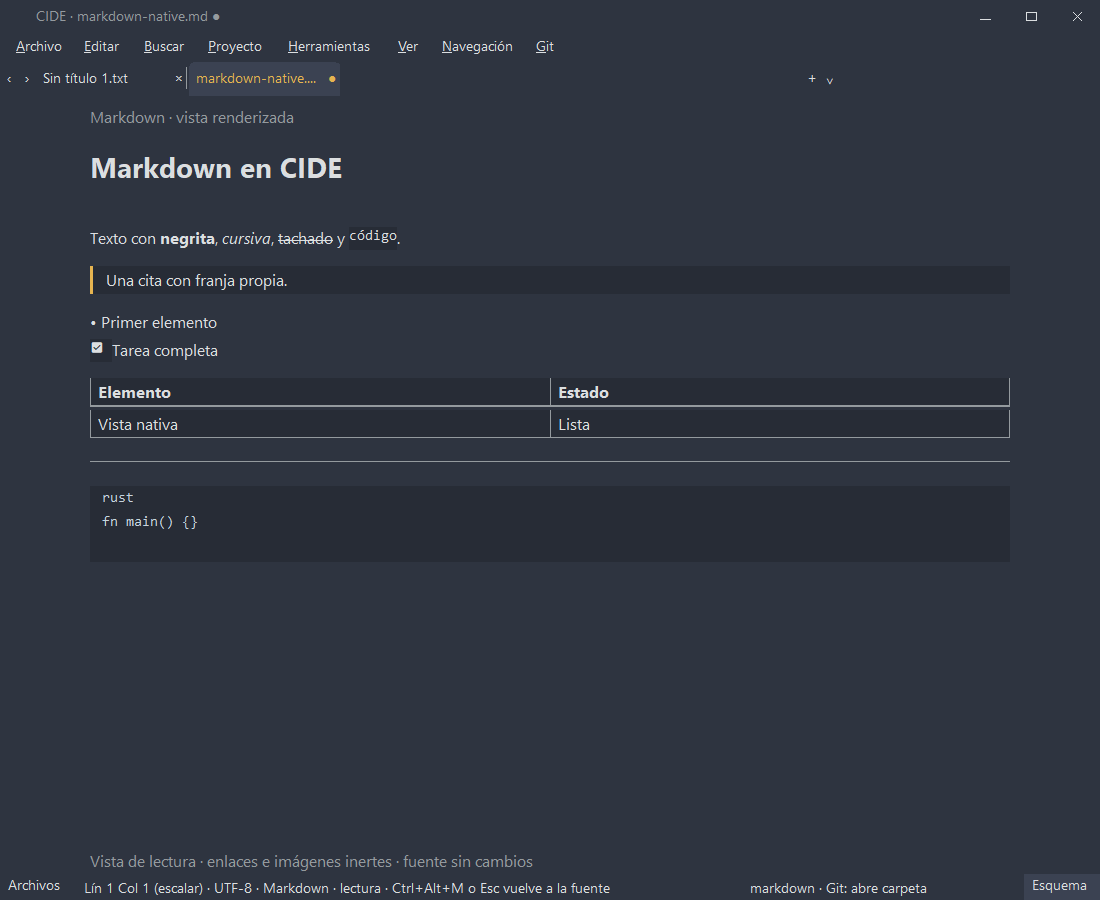 CIDE · markdown-native.md ●
Archivo Editar Buscar Proyecto Herramientas Ver Navegación Git
‹ › Sin título 1.txt × markdown-native.... ● + v
Markdown · vista renderizada
Markdown en CIDE
Texto con negrita, cursiva, tachado y código.
Una cita con franja propia.
• Primer elemento
☑ Tarea completa
Elemento Estado
Vista nativa Lista
rust
fn main() {}
Vista de lectura · enlaces e imágenes inertes · fuente sin cambios
Archivos Lín 1 Col 1 (escalar) · UTF-8 · Markdown · lectura · Ctrl+Alt+M o Esc vuelve a la fuente markdown · Git: abre carpeta Esquema